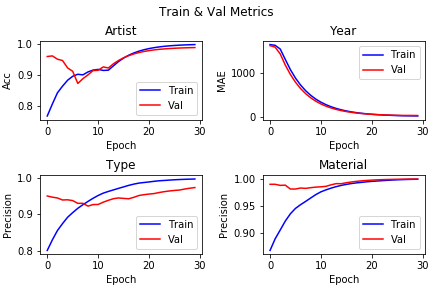 Train & Val Metrics
Artist
Acc
1.0
0.9
0.8
0 10 20 30
Epoch
Train
Val
Year
MAE
1000
0
0 10 20 30
Epoch
Train
Val
Type
Precision
1.0
0.9
0.8
0 10 20 30
Epoch
Train
Val
Material
Precision
1.00
0.95
0.90
0 10 20 30
Epoch
Train
Val